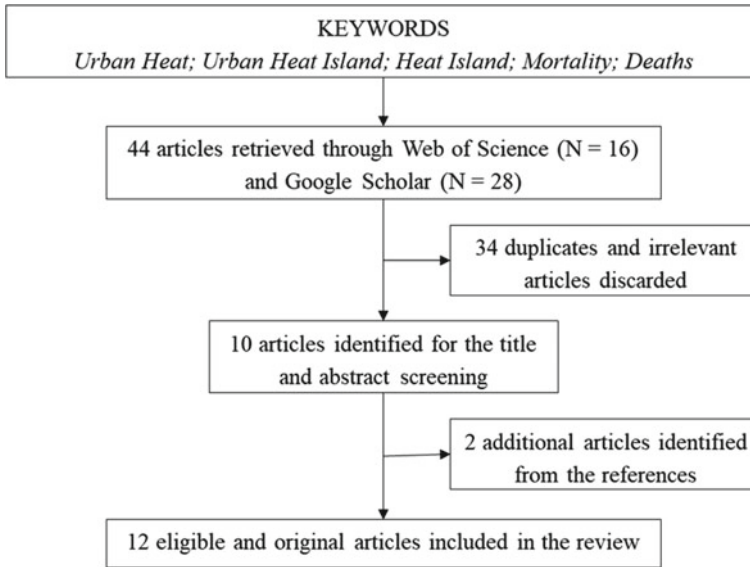 KEYWORDS
Urban Heat; Urban Heat Island; Heat Island; Mortality; Deaths
44 articles retrieved through Web of Science (N = 16)
and Google Scholar (N = 28)
34 duplicates and irrelevant
articles discarded
10 articles identified for the title
and abstract screening
2 additional articles identified
from the references
12 eligible and original articles included in the review